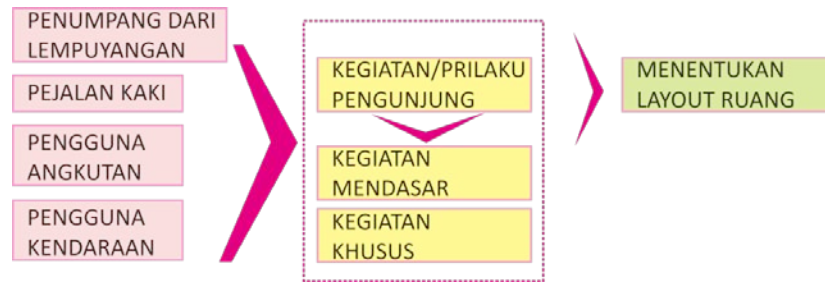 PENUMPANG DARI
LEMPUYANGAN
PEJALAN KAKI
PENGGUNA
ANGKUTAN
PENGGUNA
KENDARAAN
KEGIATAN/PRILAKU
PENGUNJUNG
KEGIATAN
MENDASAR
KEGIATAN
KHUSUS
MENENTUKAN
LAYOUT RUANG